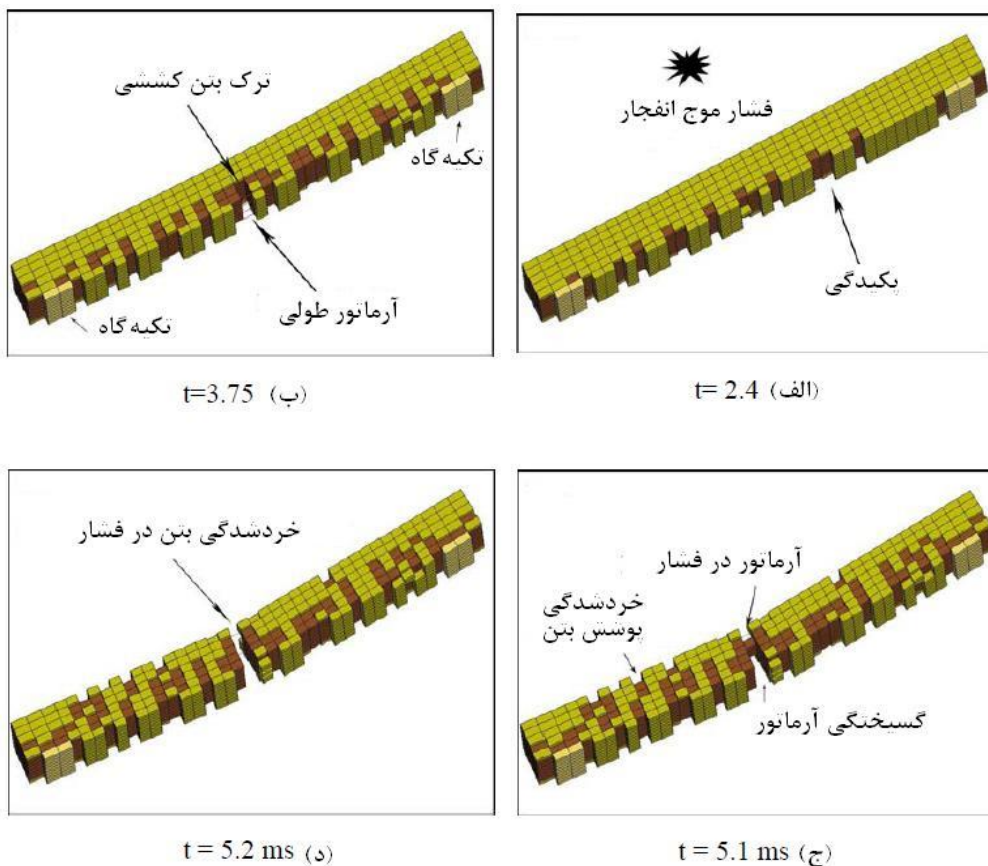 فشار موج انفجار
پکیدگی
(الف) t= 2.4
ترک بتن کششی
تکیه‌گاه
آرماتور طولی
تکیه‌گاه
(ب) t=3.75
آرماتور در فشار
خردشدگی
پوشش بتن
گسیختگی آرماتور
(ج) t = 5.1 ms
خردشدگی بتن در فشار
(د) t = 5.2 ms